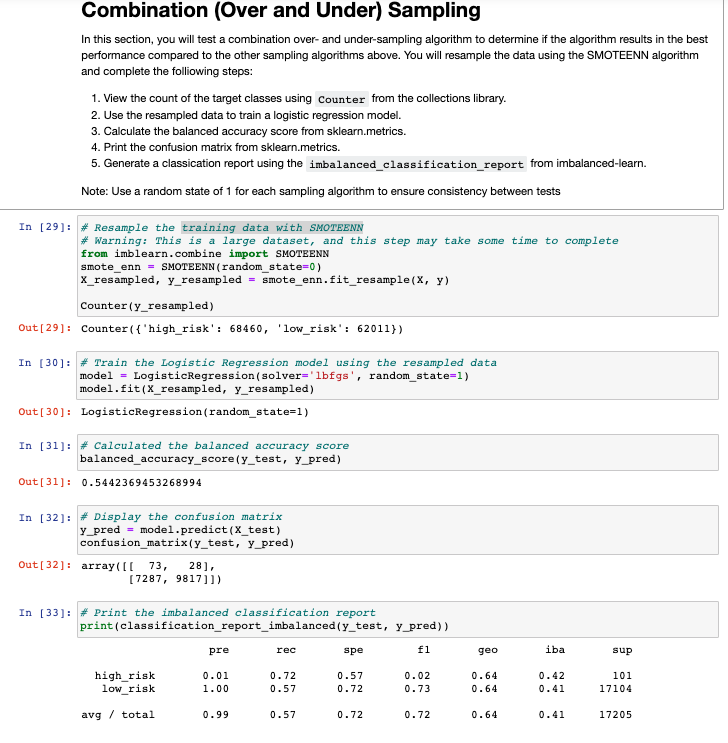 Combination (Over and Under) Sampling
In this section, you will test a combination over- and under-sampling algorithm to determine if the algorithm results in the best
performance compared to the other sampling algorithms above. You will resample the data using the SMOTEENN algorithm
and complete the folliowing steps:
1. View the count of the target classes using Counter from the collections library.
2. Use the resampled data to train a logistic regression model.
3. Calculate the balanced accuracy score from sklearn.metrics.
4. Print the confusion matrix from sklearn.metrics.
5. Generate a classication report using the imbalanced_classification_report from imbalanced-learn.
Note: Use a random state of 1 for each sampling algorithm to ensure consistency between tests
In [29]: # Resample the training data with SMOTEENN
# Warning: This is a large dataset, and this step may take some time to complete
from imblearn.combine import SMOTEENN
smote_enn = SMOTEENN(random_state=0)
X_resampled, y_resampled = smote_enn.fit_resample(X, y)
Counter(y_resampled)
Out[29]: Counter({'high_risk': 68460, 'low_risk': 62011})
In [30]: # Train the Logistic Regression model using the resampled data
model = LogisticRegression(solver='lbfgs', random_state=1)
model.fit(X_resampled, y_resampled)
Out[30]: LogisticRegression(random_state=1)
In [31]: # Calculated the balanced accuracy score
balanced_accuracy_score(y_test, y_pred)
Out[31]: 0.5442369453268994
In [32]: # Display the confusion matrix
y_pred = model.predict(X_test)
confusion_matrix(y_test, y_pred)
Out[32]: array([[  73,   28],
[7287, 9817]])
In [33]: # Print the imbalanced classification report
print(classification_report_imbalanced(y_test, y_pred))
pre rec spe f1 geo iba sup
high_risk 0.01 0.72 0.57 0.02 0.64 0.42 101
low_risk 1.00 0.57 0.72 0.73 0.64 0.41 17104
avg / total 0.99 0.57 0.72 0.72 0.64 0.41 17205